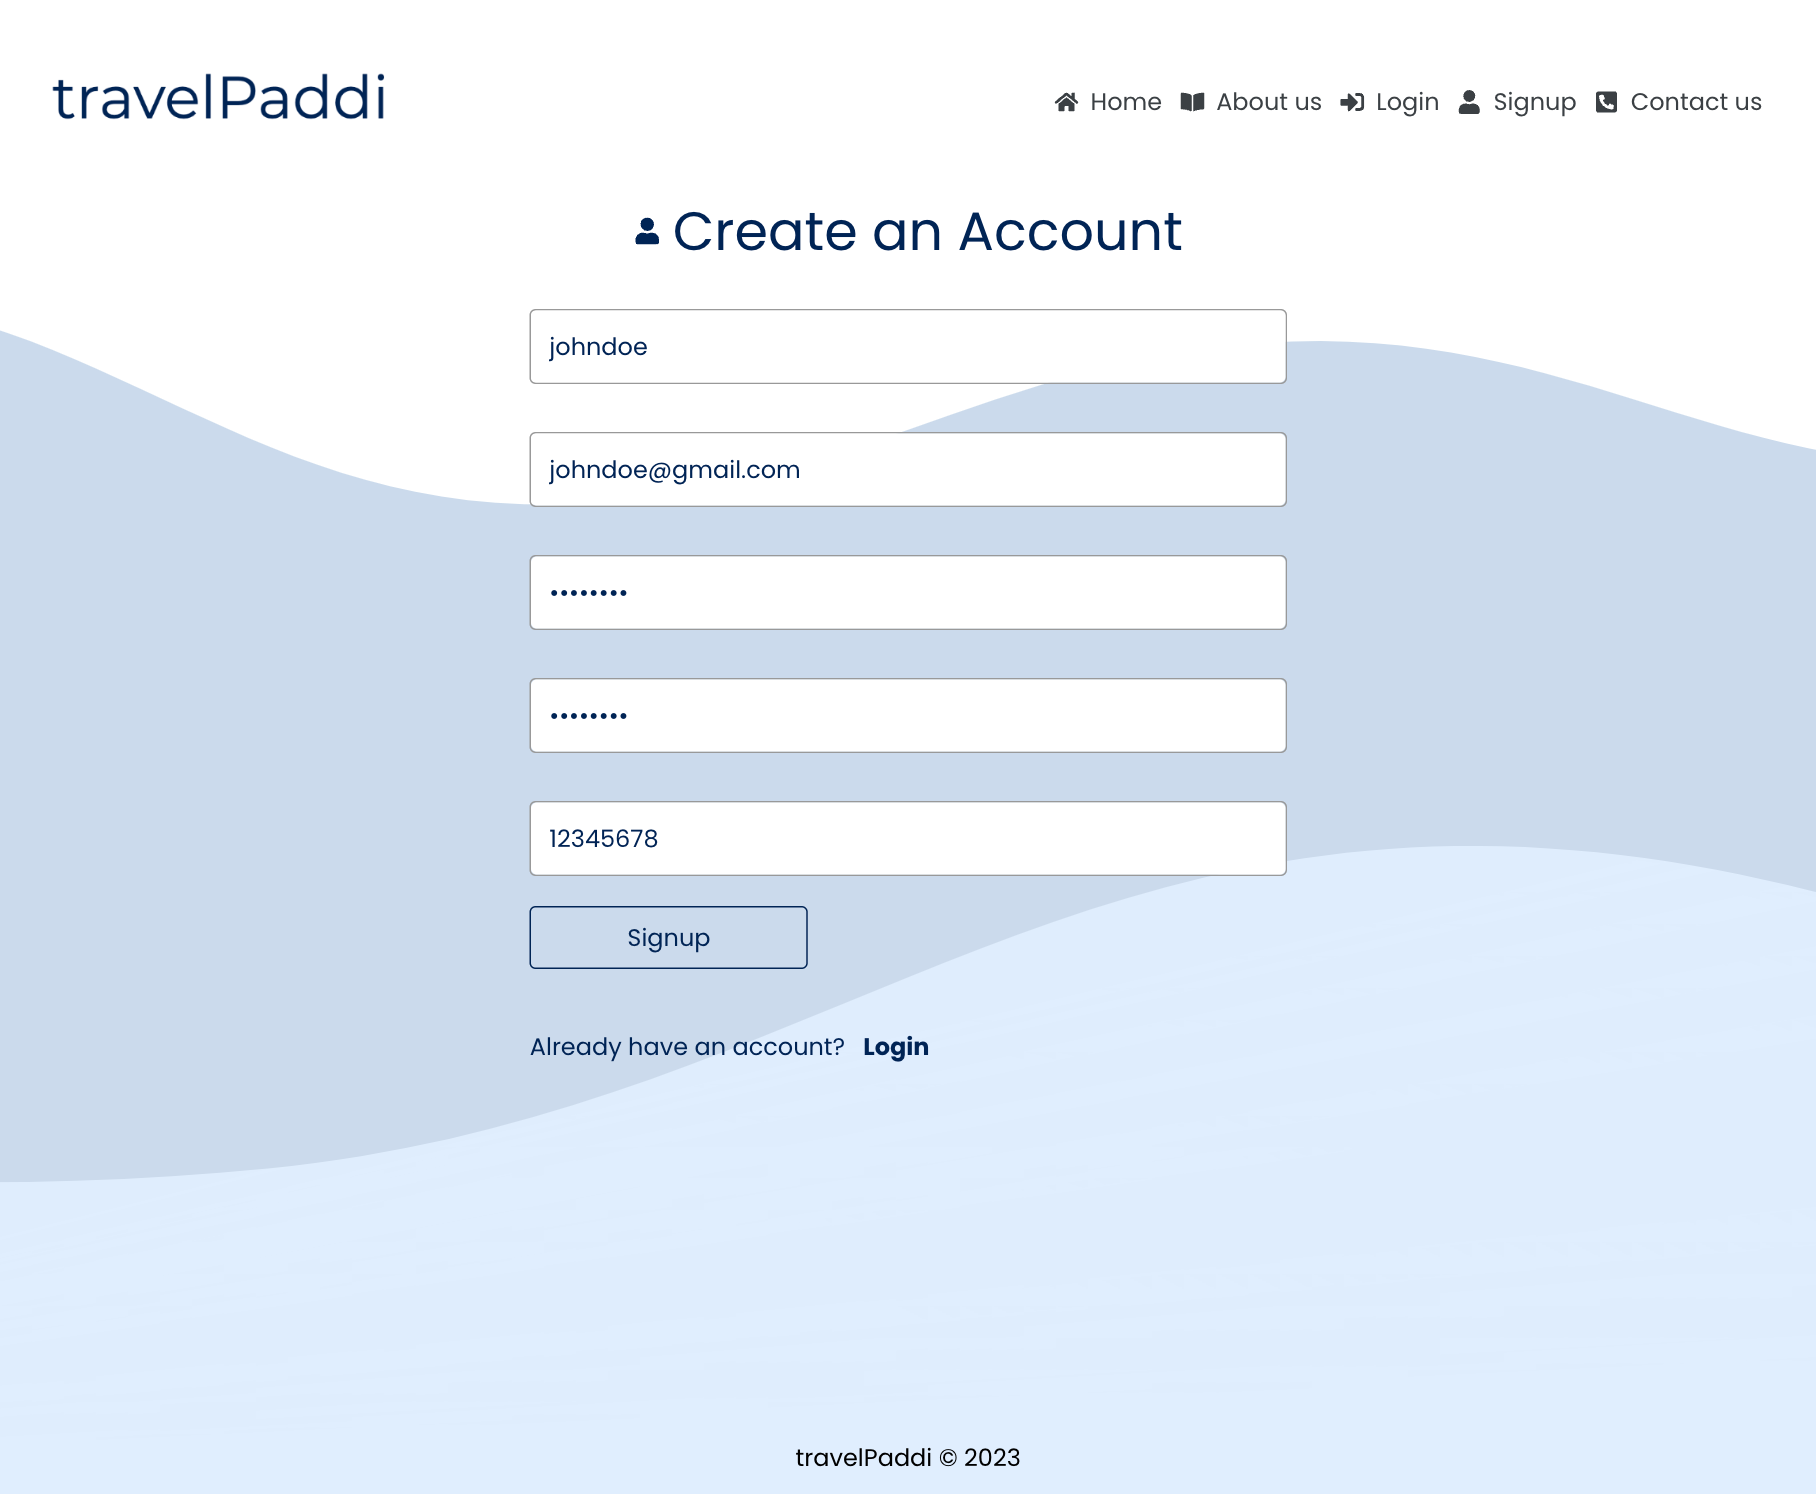 travelPaddi
Home About us Login Signup Contact us
Create an Account
johndoe
johndoe@gmail.com
••••••••
••••••••
12345678
Signup
Already have an account? Login
travelPaddi © 2023